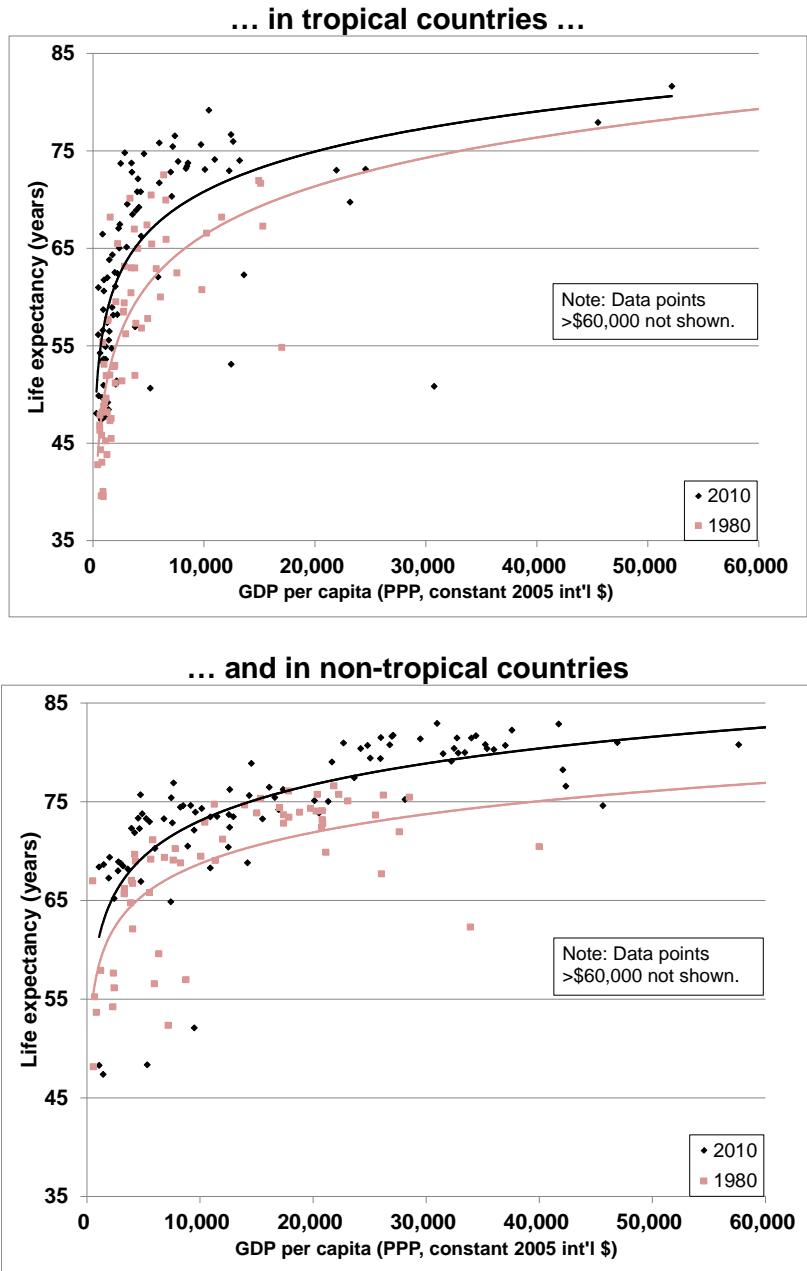 … in tropical countries …
85
75
65
55
45
35
Life expectancy (years)
Note: Data points
>$60,000 not shown.
2010
1980
0 10,000 20,000 30,000 40,000 50,000 60,000
GDP per capita (PPP, constant 2005 int'l $)
… and in non-tropical countries
85
75
65
55
45
35
Life expectancy (years)
Note: Data points
>$60,000 not shown.
2010
1980
0 10,000 20,000 30,000 40,000 50,000 60,000
GDP per capita (PPP, constant 2005 int'l $)